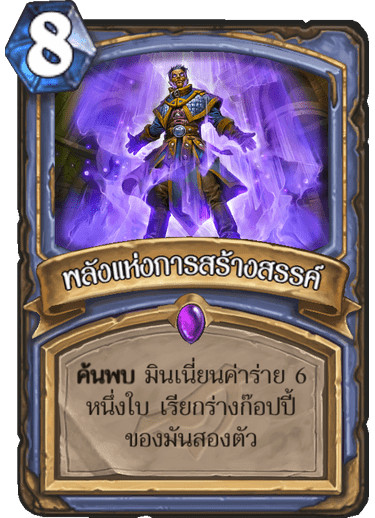 8
พลังแห่งการสร้างสรรค์
ค้นพบ มินเนี่ยนค่าร่าย 6
หนึ่งใบ เรียกร่างก๊อปปี้
ของมันสองตัว